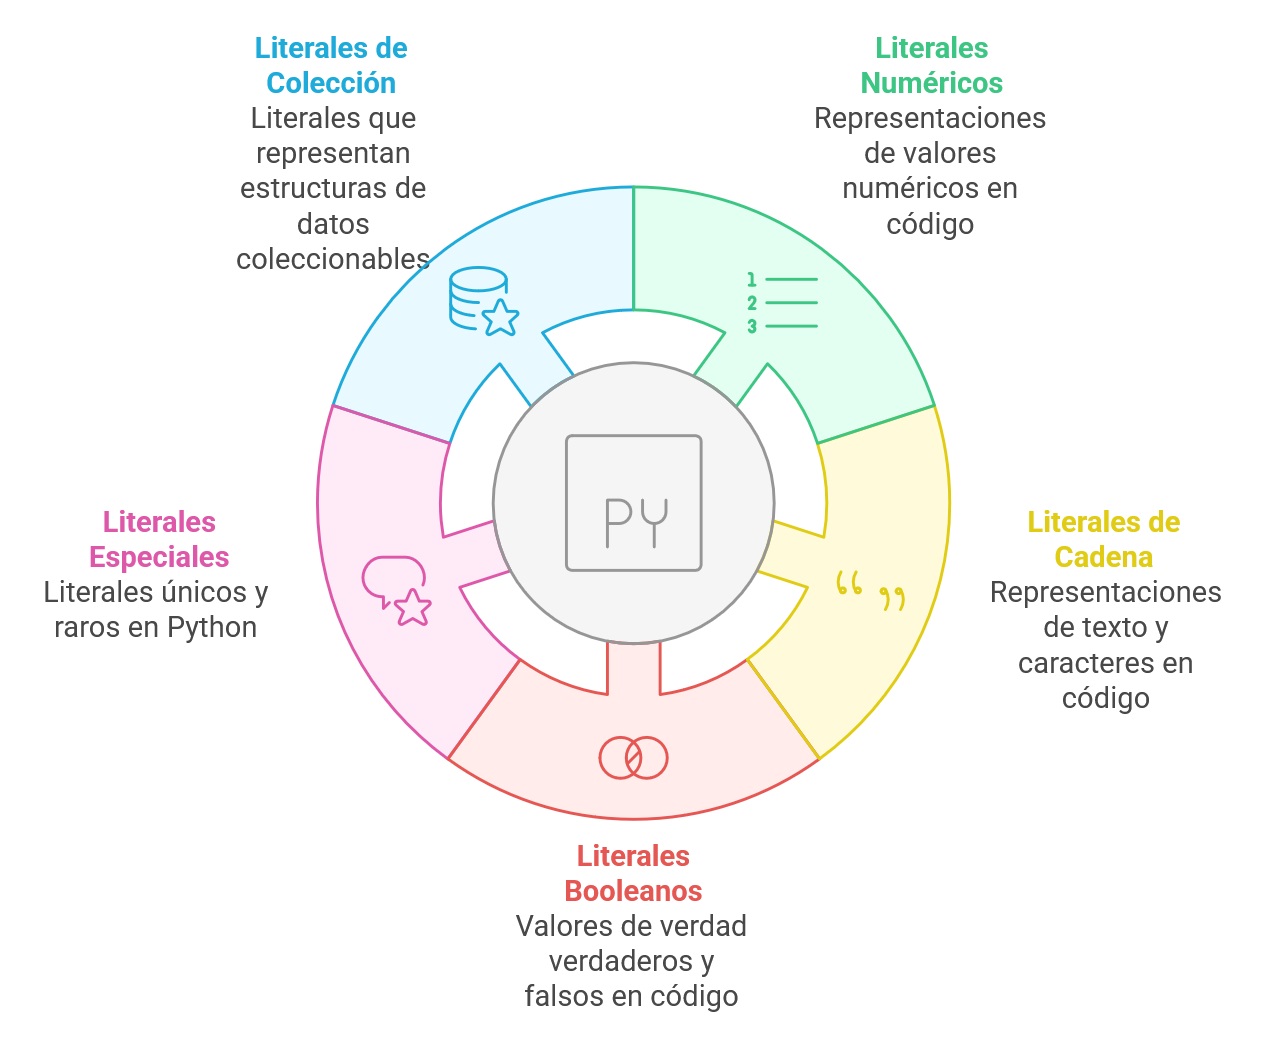 Literales de
Colección
Literales que
representan
estructuras de
datos
coleccionables
Literales
Numéricos
Representaciones
de valores
numéricos en
código
1
2
3
PY
Literales
Especiales
Literales únicos y
raros en Python
Literales de
Cadena
Representaciones
de texto y
caracteres en
código
“ ”
Literales
Booleanos
Valores de verdad
verdaderos y
falsos en código